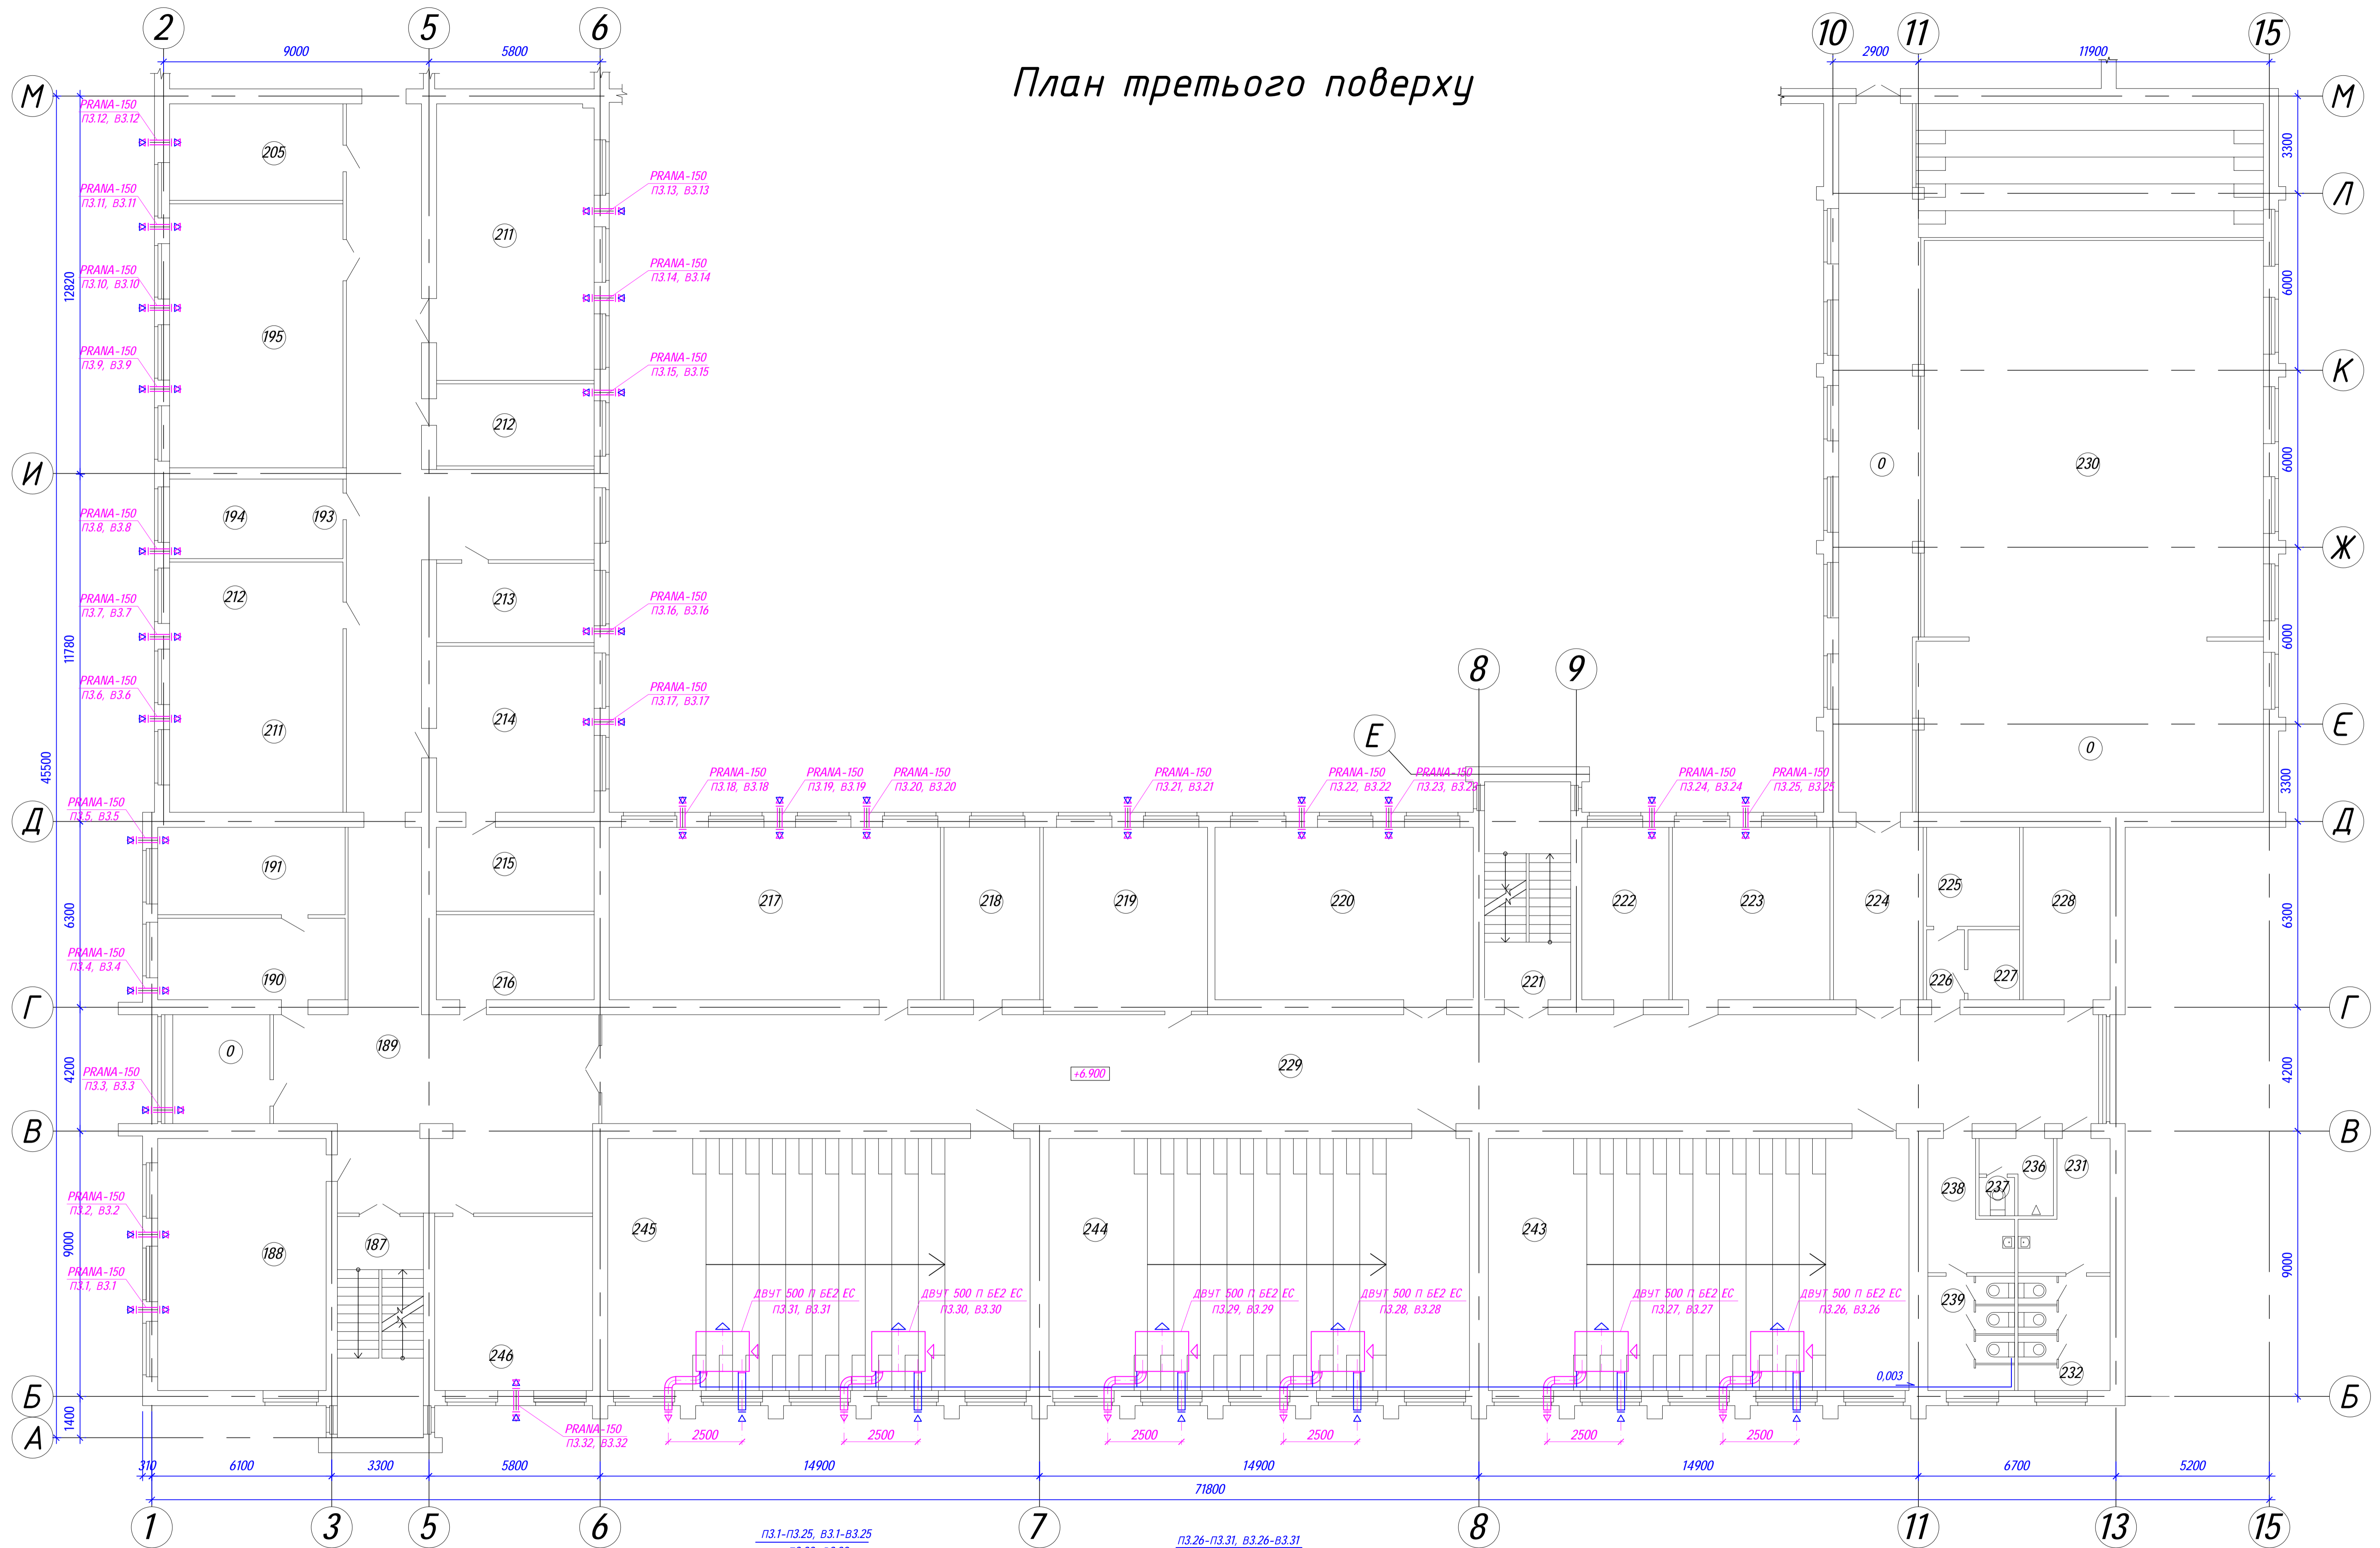 План третього поверху
2
5
6
10
11
15
9000
5800
2900
11900
М
М
PRANA-150
П3.12, В3.12
205
PRANA-150
П3.11, В3.11
PRANA-150
П3.13, В3.13
3300
Л
211
PRANA-150
П3.10, В3.10
PRANA-150
П3.14, В3.14
12820
6000
195
PRANA-150
П3.9, В3.9
PRANA-150
П3.15, В3.15
К
212
И
0
230
6000
194
193
PRANA-150
П3.8, В3.8
Ж
212
213
PRANA-150
П3.7, В3.7
PRANA-150
П3.16, В3.16
11780
6000
8
9
PRANA-150
П3.6, В3.6
PRANA-150
П3.17, В3.17
214
211
Е
Є
0
45500
PRANA-150
П3.18, В3.18
PRANA-150
П3.19, В3.19
PRANA-150
П3.20, В3.20
PRANA-150
П3.21, В3.21
PRANA-150
П3.22, В3.22
PRANA-150
П3.23, В3.23
PRANA-150
П3.24, В3.24
PRANA-150
П3.25, В3.25
3300
PRANA-150
П3.5, В3.5
Д
Д
191
215
225
217
218
219
220
222
223
224
228
6300
6300
PRANA-150
П3.4, В3.4
190
216
221
226
227
Г
Г
0
189
229
+6.900
4200
4200
PRANA-150
П3.3, В3.3
В
В
236
231
237
238
PRANA-150
П3.2, В3.2
245
244
243
188
187
9000
9000
PRANA-150
П3.1, В3.1
ДВУТ 500 П БЕ2 ЕС
П3.31, В3.31
ДВУТ 500 П БЕ2 ЕС
П3.30, В3.30
ДВУТ 500 П БЕ2 ЕС
П3.29, В3.29
ДВУТ 500 П БЕ2 ЕС
П3.28, В3.28
ДВУТ 500 П БЕ2 ЕС
П3.27, В3.27
ДВУТ 500 П БЕ2 ЕС
П3.26, В3.26
239
246
0,003
232
Б
Б
1400
А
PRANA-150
П3.32, В3.32
2500
2500
2500
2500
2500
2500
310
6100
3300
5800
14900
14900
14900
6700
5200
71800
1
3
5
6
7
8
11
13
15
П3.1-П3.25, В3.1-В3.25
П3.26-П3.31, В3.26-В3.31